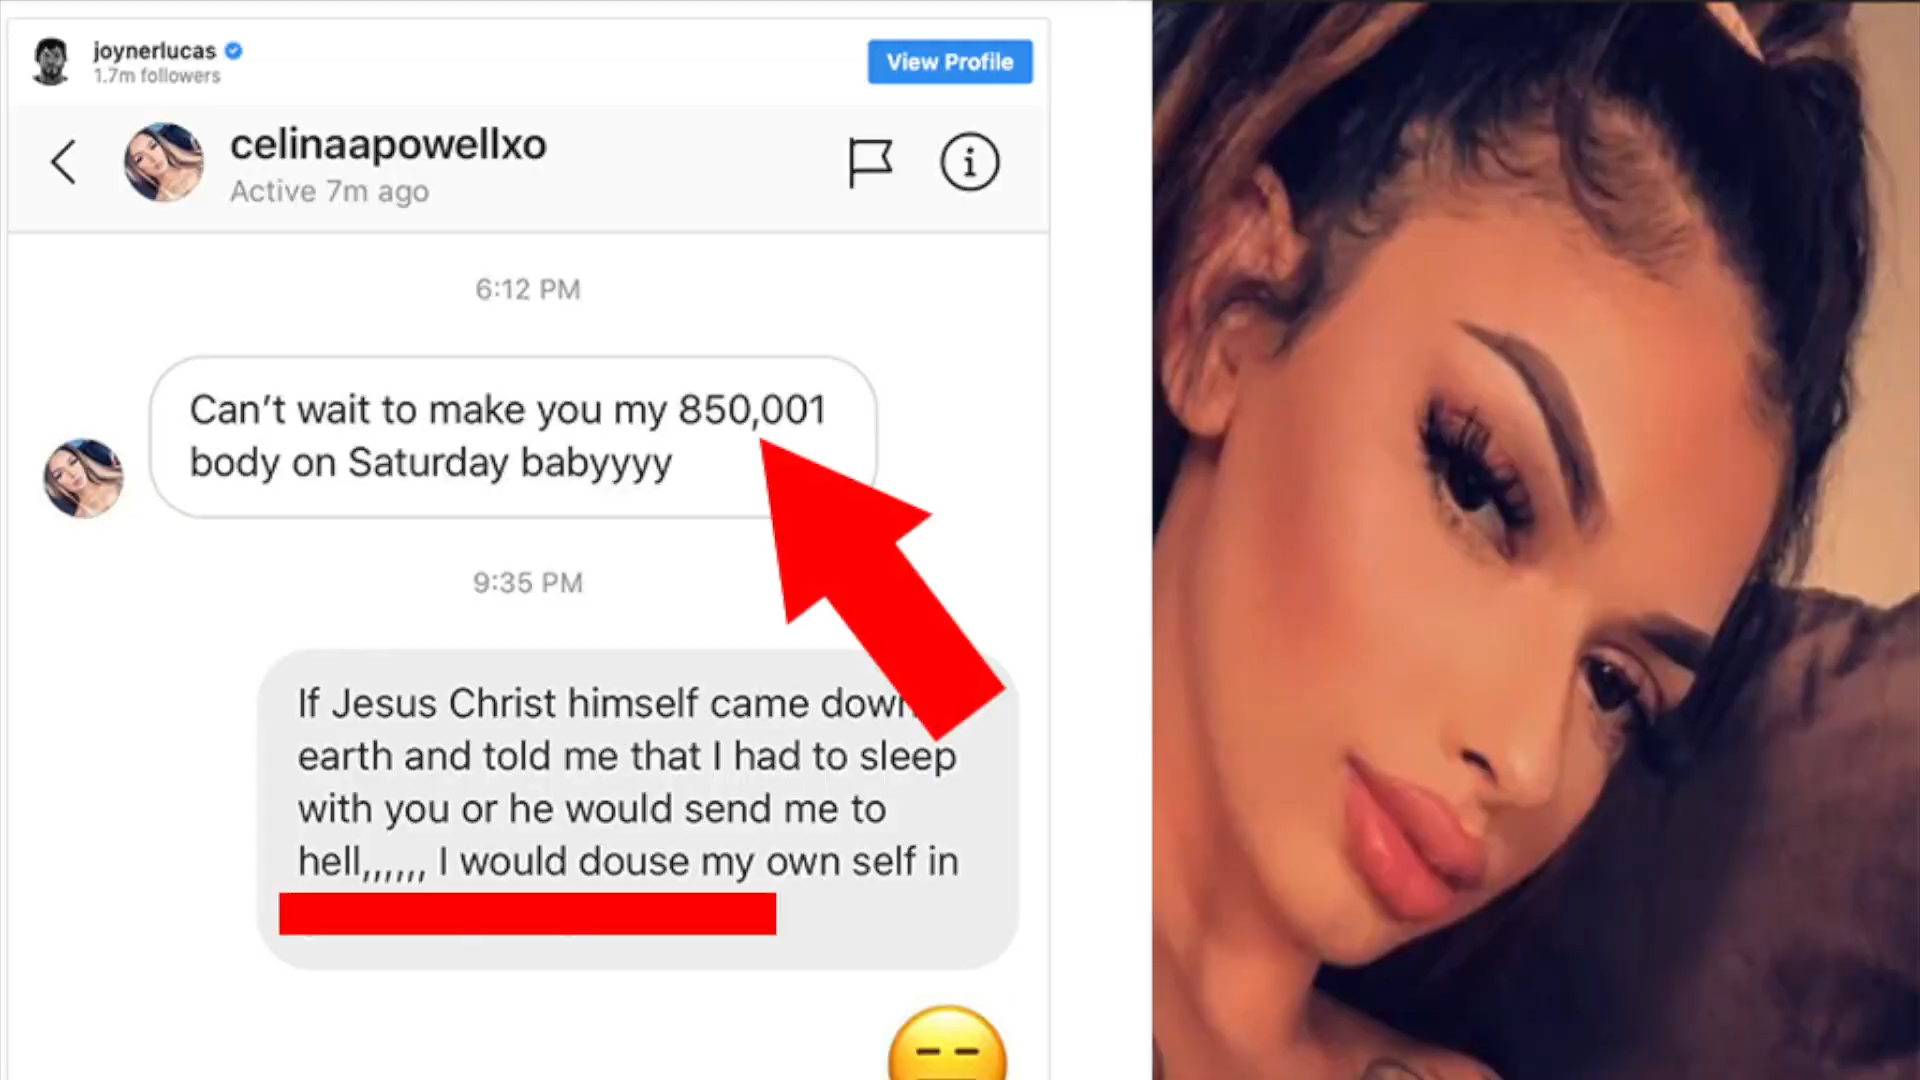 joynerlucas
1.7m followers
View Profile
celinaapowellxo
Active 7m ago
6:12 PM
Can't wait to make you my 850,001
body on Saturday babyyyy
9:35 PM
If Jesus Christ himself came down
earth and told me that I had to sleep
with you or he would send me to
hell,,,,,, I would douse my own self in